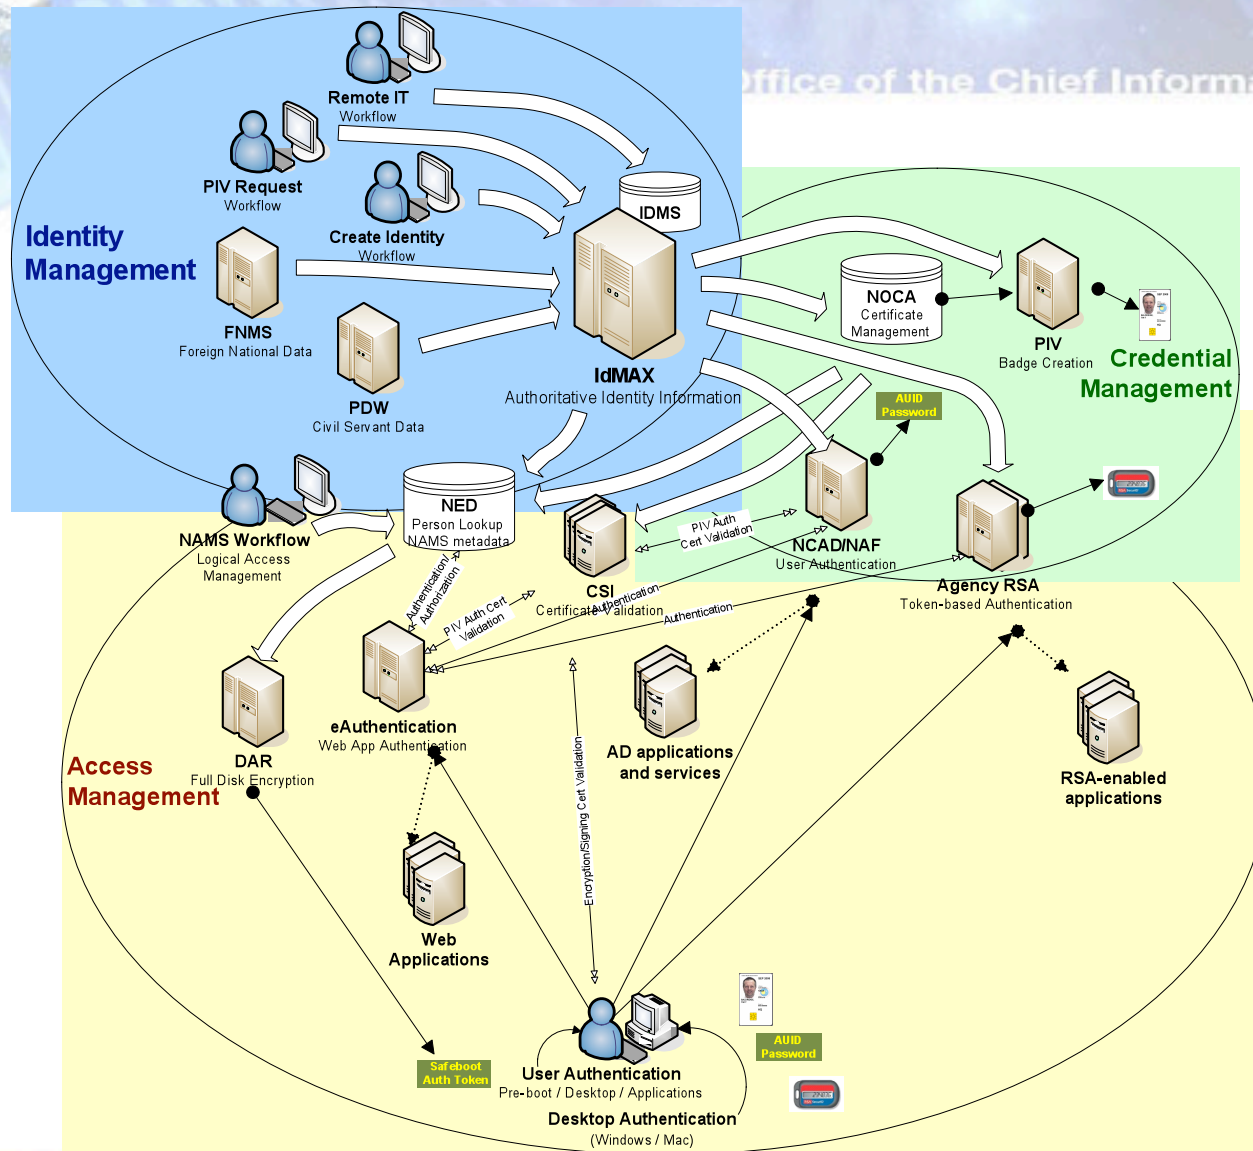 Office of the Chief Informa
Remote IT
Workflow
PIV Request
Workflow
Create Identity
Workflow
IDMS
Identity
Management
FNMS
Foreign National Data
PDW
Civil Servant Data
IdMAX
Authoritative Identity Information
NOCA
Certificate
Management
PIV
Badge Creation
Credential
Management
AUID
Password
NAMS Workflow
Logical Access
Management
NED
Person Lookup
NAMS metadata
CSI
Certificate Validation
PIV Auth
Cert Validation
NCAD/NAF
User Authentication
Agency RSA
Token-based Authentication
Authentication/
Authorization
PIV Auth Cert
Validation
Authentication
Authentication
eAuthentication
Web App Authentication
DAR
Full Disk Encryption
Access
Management
AD applications
and services
RSA-enabled
applications
Encryption/Signing Cert Validation
Web
Applications
Safeboot
Auth Token
User Authentication
Pre-boot / Desktop / Applications
Desktop Authentication
(Windows / Mac)
AUID
Password